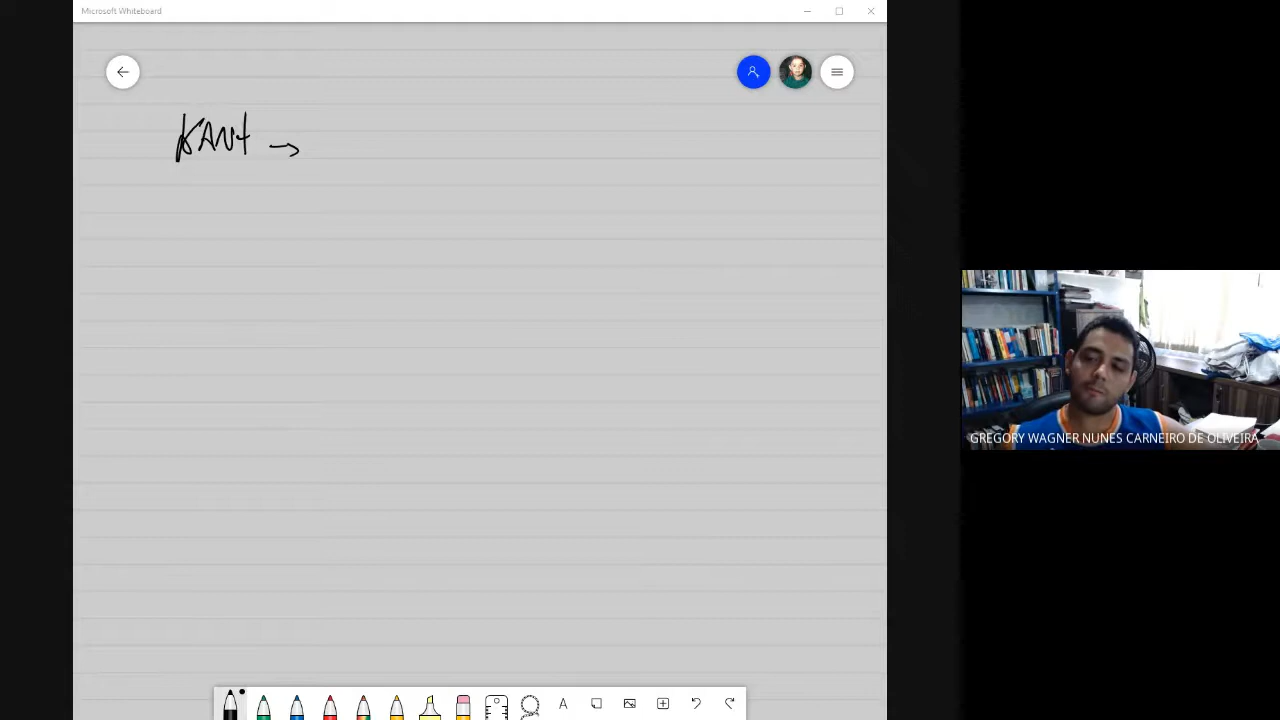 Microsoft Whiteboard
KANt →
GREGORY WAGNER NUNES CARNEIRO DE OLIVEIRA
A